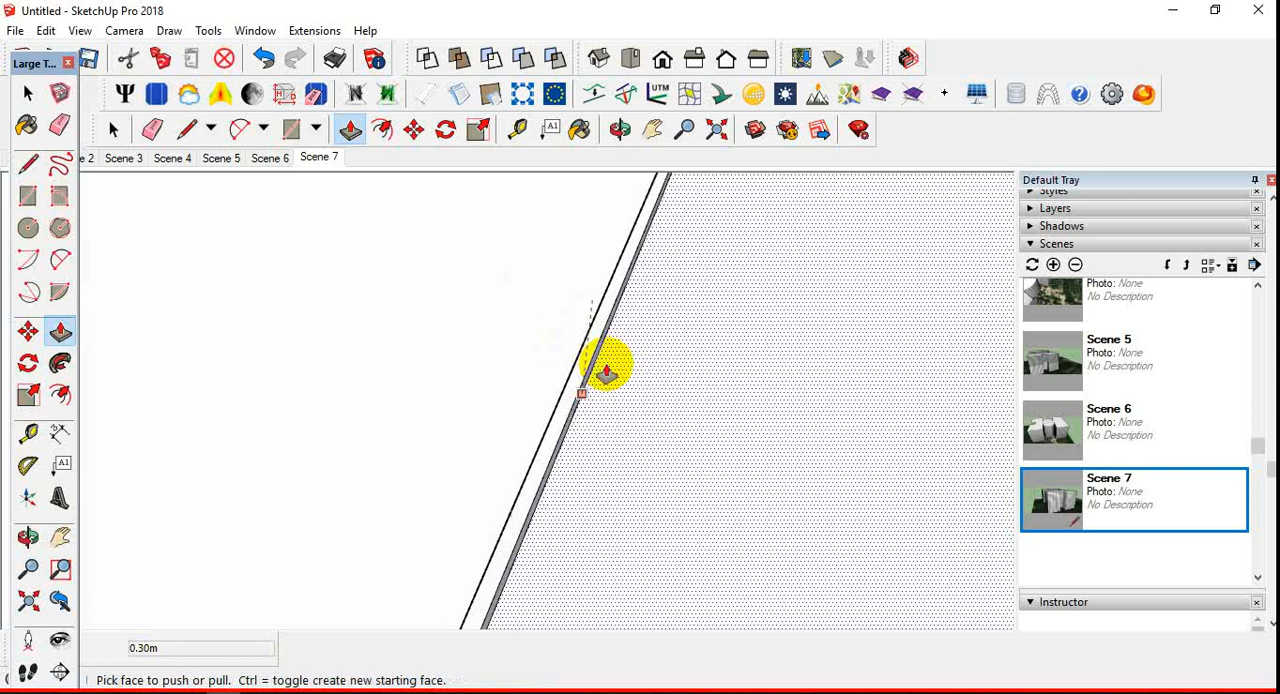 Untitled - SketchUp Pro 2018
File Edit View Camera Draw Tools Window Extensions Help
Large T...
UTM
A1
e 2 Scene 3 Scene 4 Scene 5 Scene 6 Scene 7
Default Tray
Styles
Layers
Shadows
Scenes
Photo: None
No Description
Scene 5
Photo: None
No Description
Scene 6
Photo: None
No Description
Scene 7
Photo: None
No Description
A1
Instructor
0.30m
Pick face to push or pull. Ctrl = toggle create new starting face.